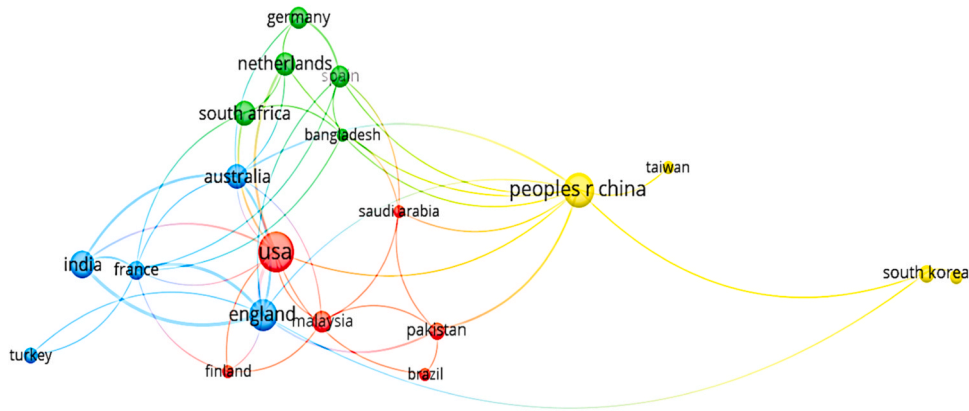 germany
netherlands
spain
south africa
bangladesh
taiwan
australia
peoples r china
saudi arabia
usa
india
france
south korea
england
malaysia
pakistan
turkey
finland
brazil